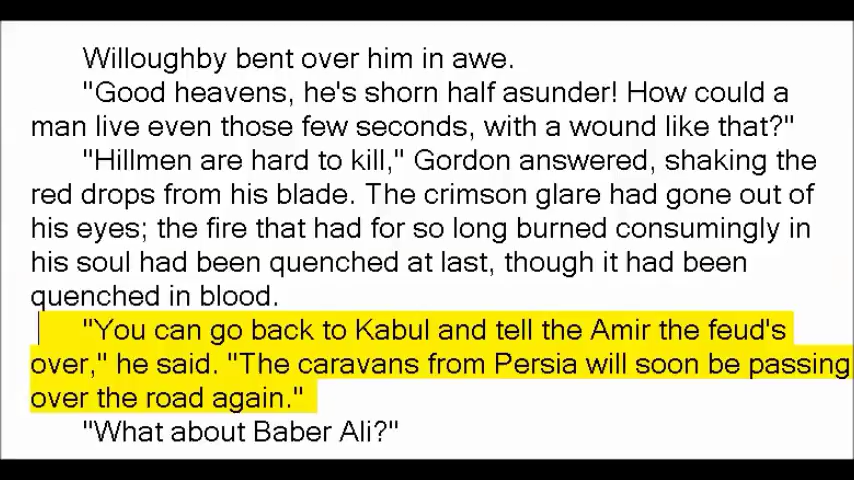 Willoughby bent over him in awe.
"Good heavens, he's shorn half asunder! How could a
man live even those few seconds, with a wound like that?"
"Hillmen are hard to kill," Gordon answered, shaking the
red drops from his blade. The crimson glare had gone out of
his eyes; the fire that had for so long burned consumingly in
his soul had been quenched at last, though it had been
quenched in blood.
"You can go back to Kabul and tell the Amir the feud's
over," he said. "The caravans from Persia will soon be passing
over the road again."
"What about Baber Ali?"